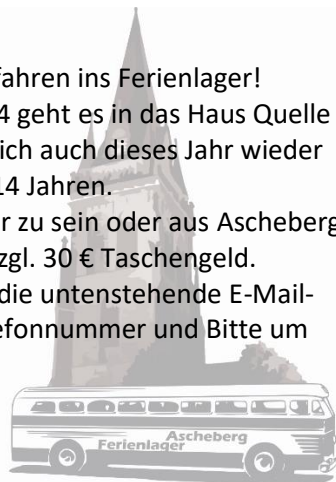 fahren ins Ferienlager!
4 geht es in das Haus Quelle
ich auch dieses Jahr wieder
14 Jahren.
r zu sein oder aus Ascheberg
zgl. 30 € Taschengeld.
die untenstehende E-Mail-
efonnummer und Bitte um
Ferienlager Ascheberg